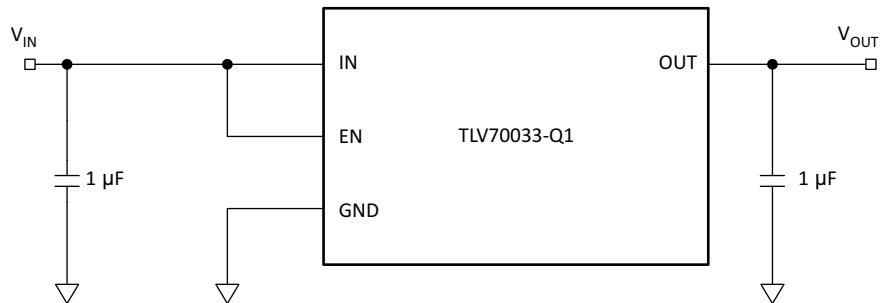 V_IN
V_OUT
IN
OUT
EN
TLV70033-Q1
1 µF
1 µF
GND